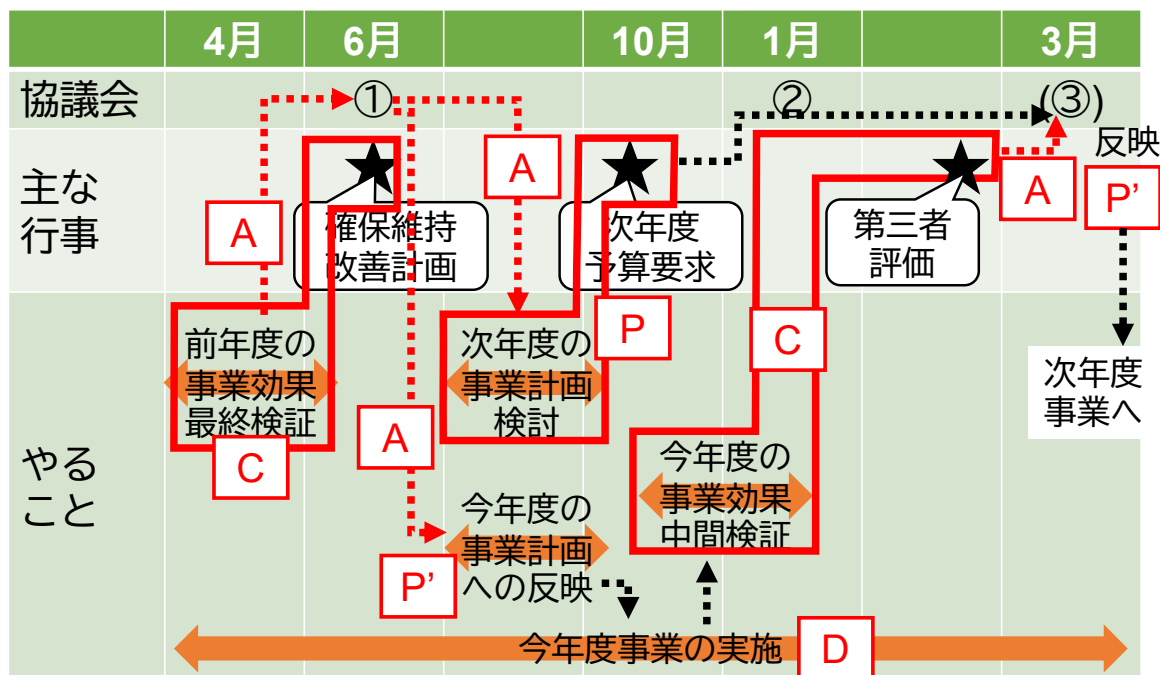 4月 6月 10月 1月 3月
協議会 ① ② (③)
主な
行事
反映
A
A
A
P’
確保維持
改善計画
次年度
予算要求
第三者
評価
P
C
やる
こと
前年度の
事業効果
最終検証
C
次年度の
事業計画
検討
次年度
事業へ
A
今年度の
事業効果
中間検証
今年度の
事業計画
への反映
P’
今年度事業の実施 D